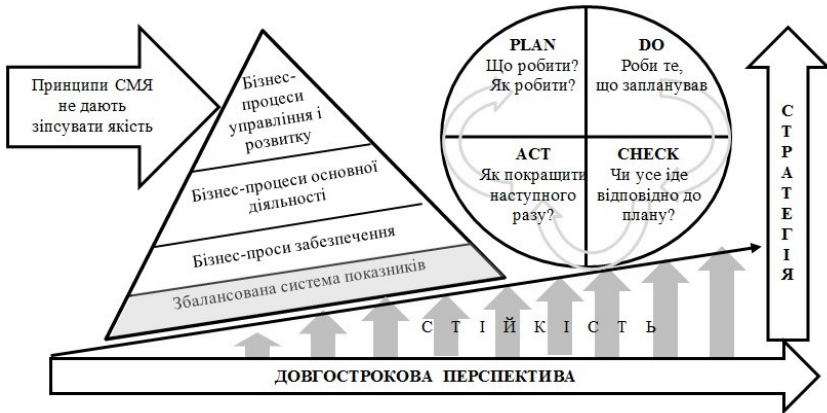 Принципи СМЯ
не дають
зіпсувати якість
Бізнес-
процеси
управління і
розвитку
Бізнес-процеси основної
діяльності
Бізнес-проси забезпечення
Збалансована система показників
PLAN
Що робити?
Як робити?
DO
Роби те,
що запланував
ACT
Як покращити
наступного
разу?
CHECK
Чи усе іде
відповідно до
плану?
СТРАТЕГІЯ
С Т І Й К І С Т Ь
ДОВГОСТРОКОВА ПЕРСПЕКТИВА